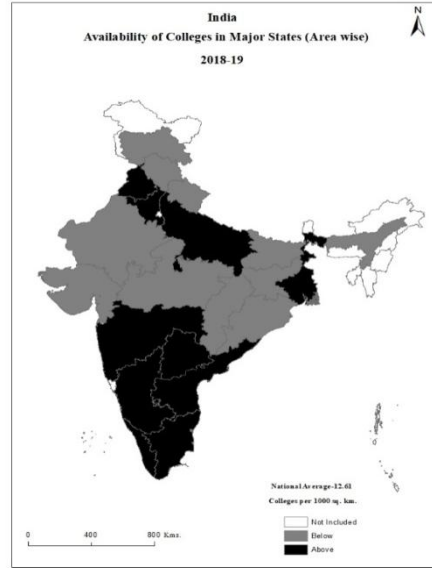 India
N
Availability of Colleges in Major States (Area wise)
2018-19
National Average-12.61
Colleges per 1000 sq. km.
Not Included
Below
Above
0 400 800 Kms.